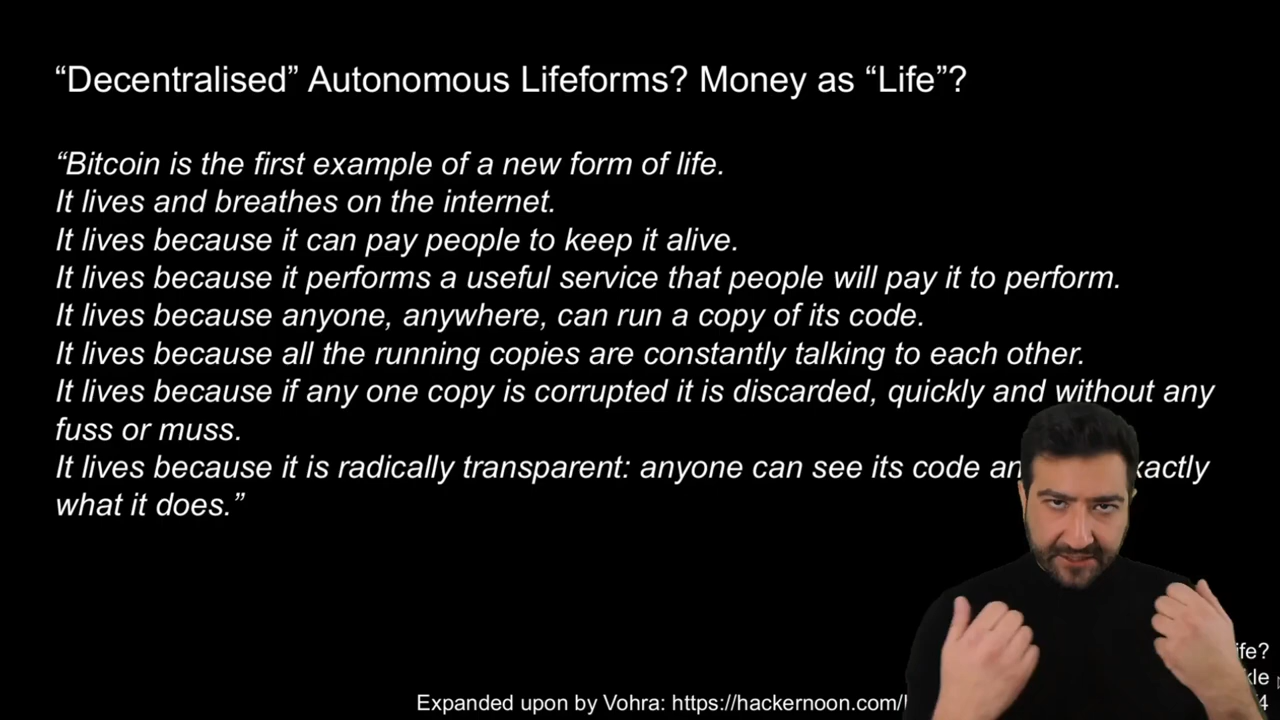 “Decentralised” Autonomous Lifeforms? Money as “Life”?
“Bitcoin is the first example of a new form of life.
It lives and breathes on the internet.
It lives because it can pay people to keep it alive.
It lives because it performs a useful service that people will pay it to perform.
It lives because anyone, anywhere, can run a copy of its code.
It lives because all the running copies are constantly talking to each other.
It lives because if any one copy is corrupted it is discarded, quickly and without any
fuss or muss.
It lives because it is radically transparent: anyone can see its code
what it does.”
Expanded upon by Vohra: https://hackernoon.com/